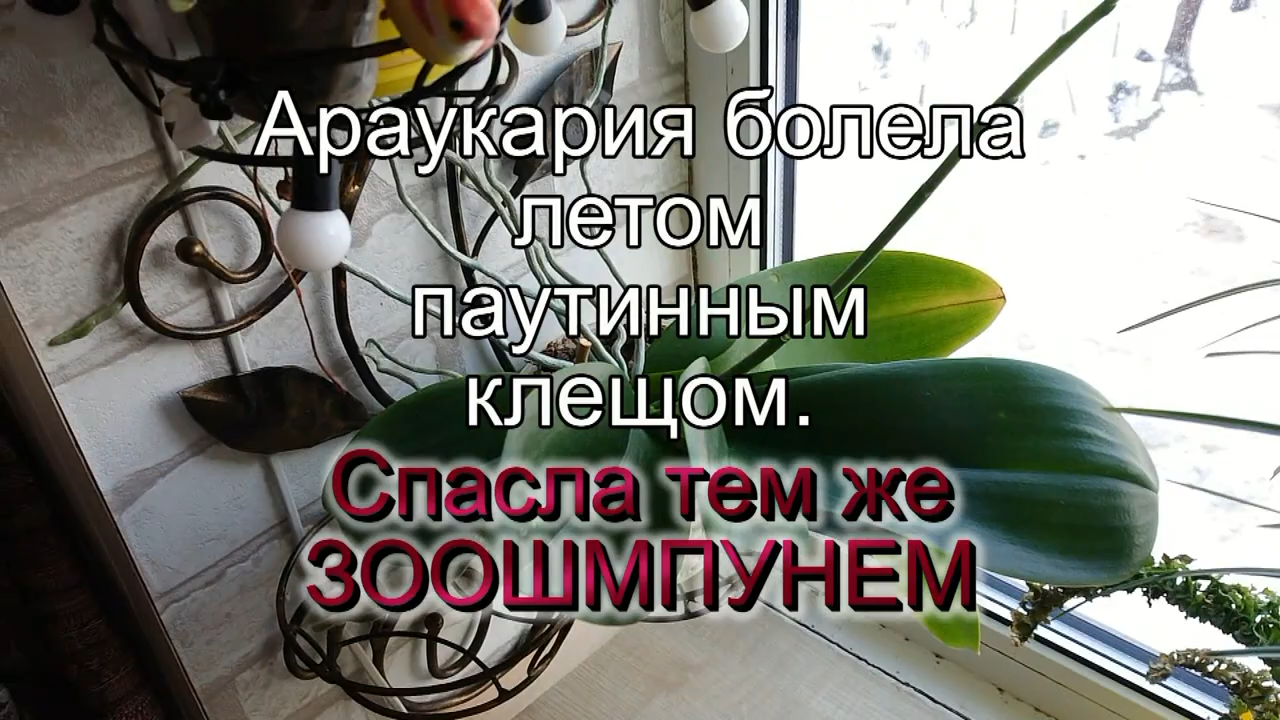 Араукария болела
летом
паутинным
клещом.
Спасла тем же
ЗООШМПУНЕМ